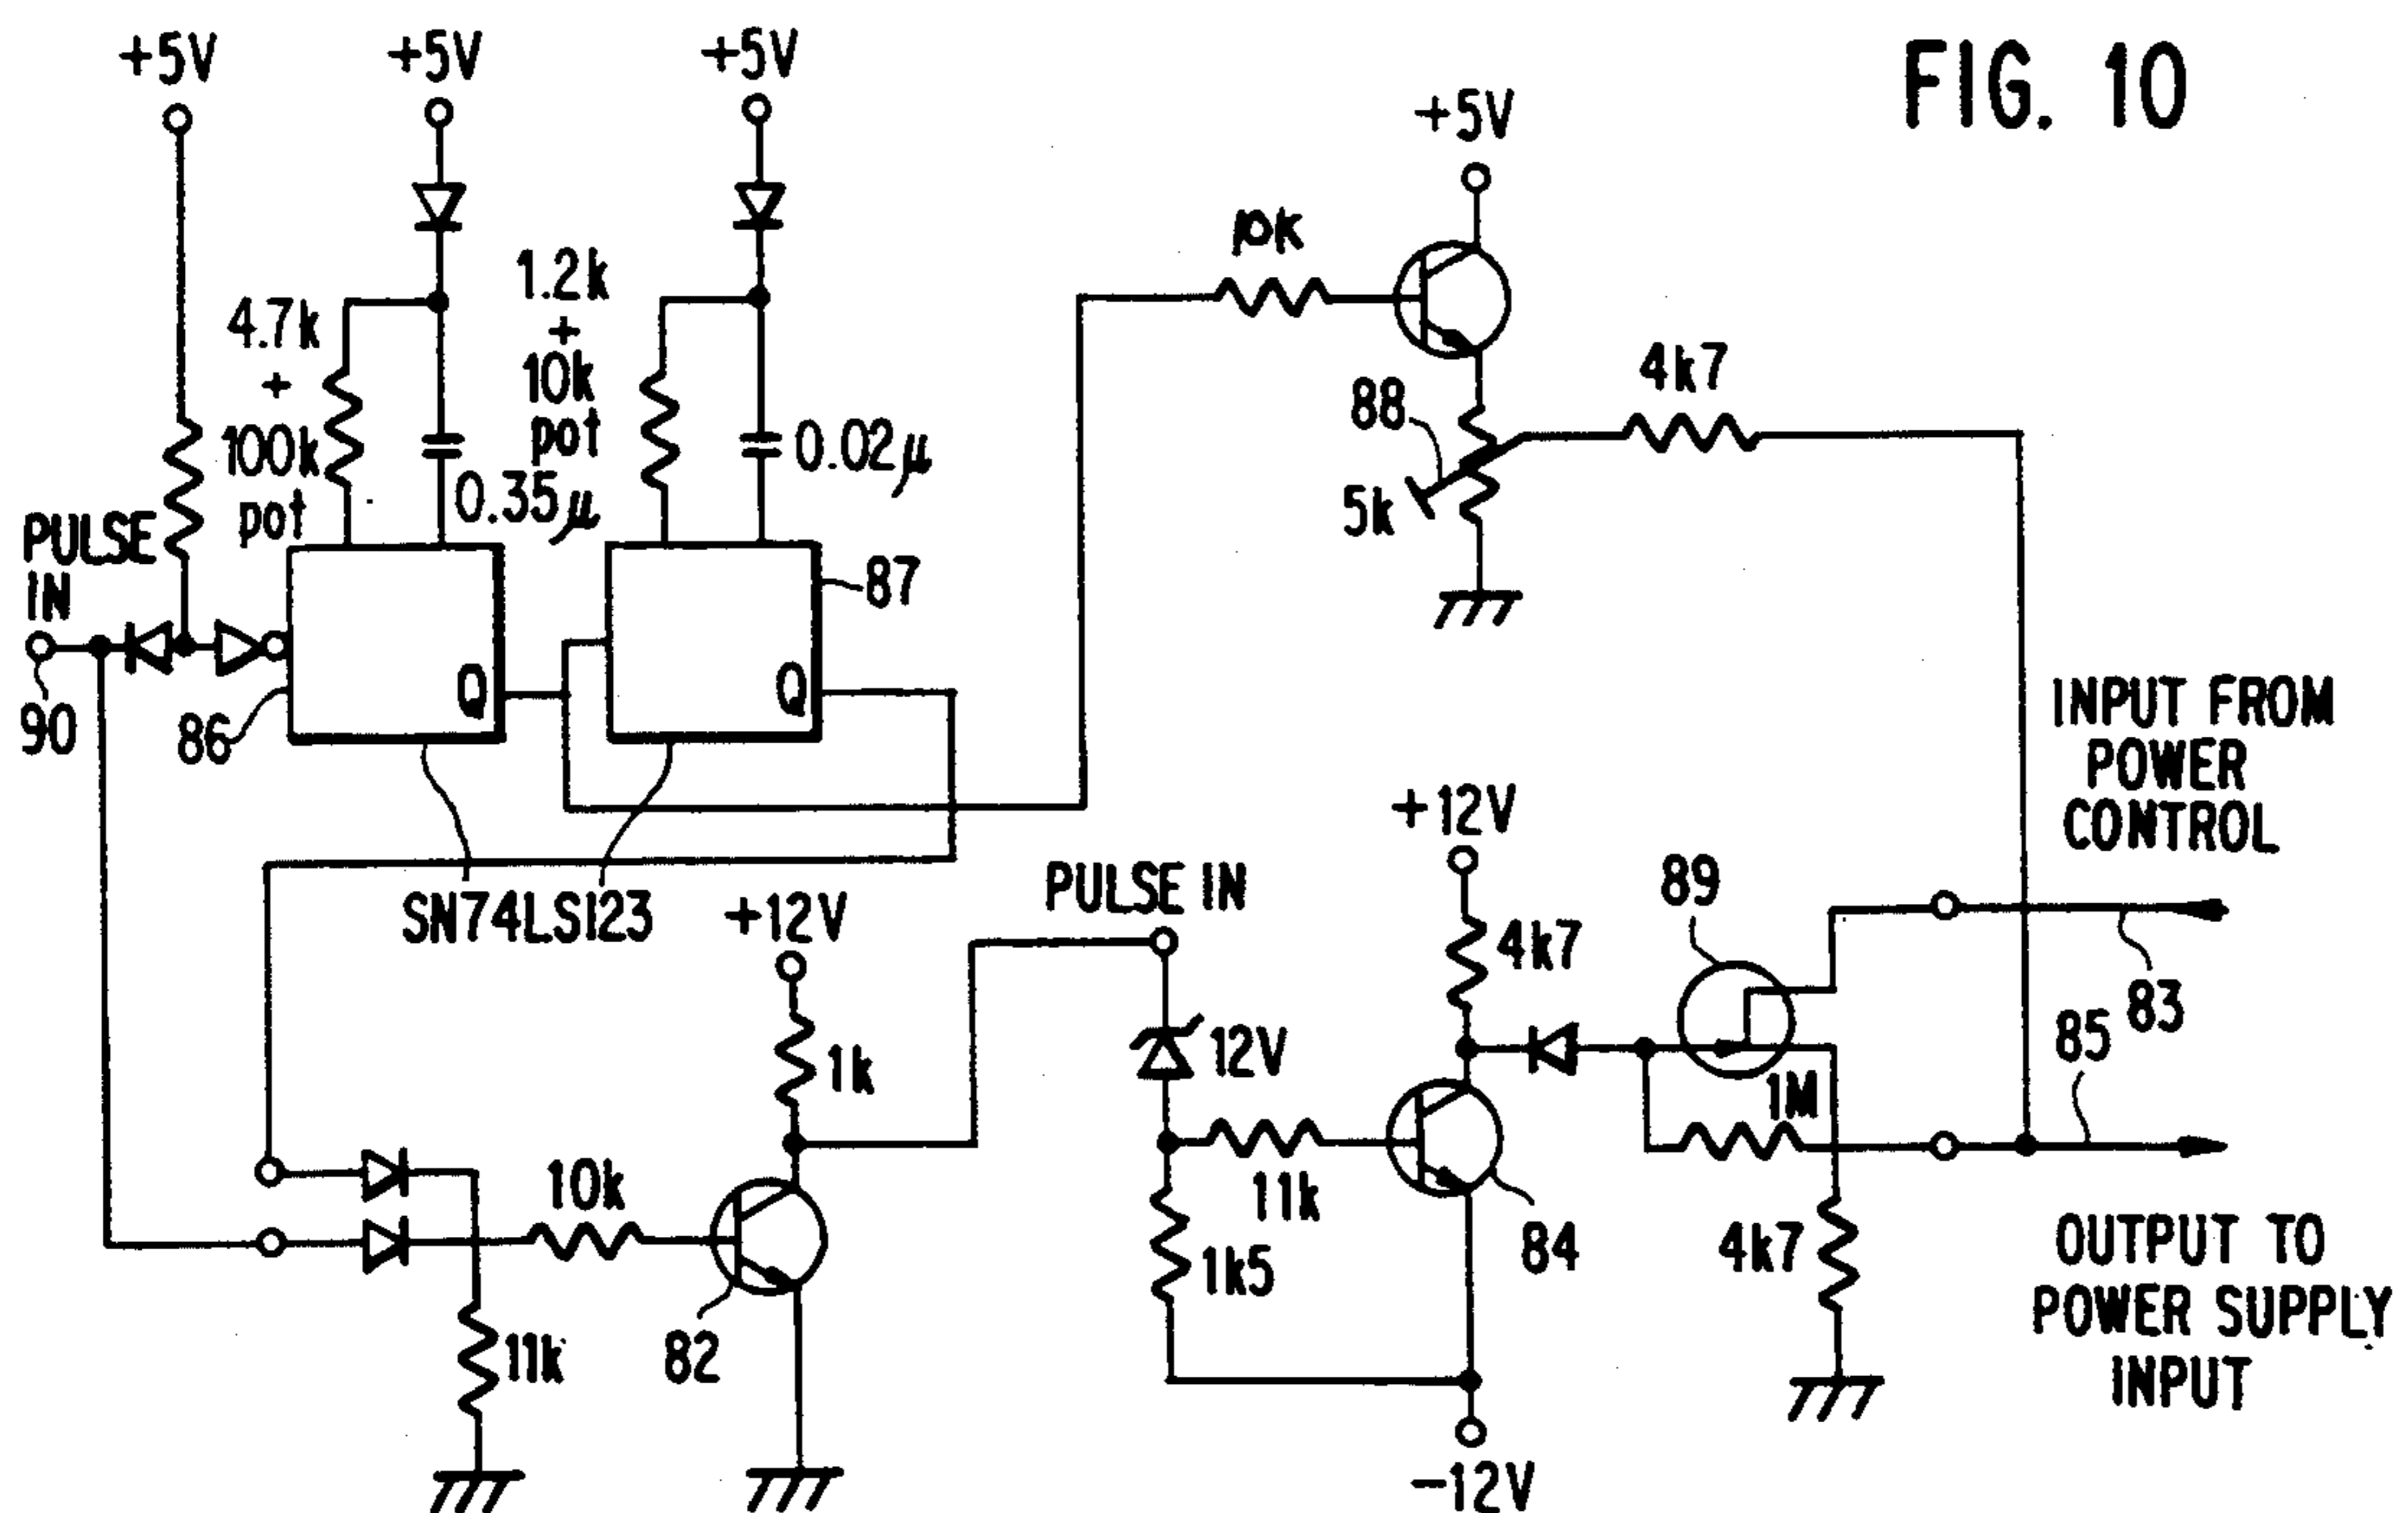 FIG. 10
+5V
+5V
+5V
+5V
4.7k
+
100k
pot
0.35μ
1.2k
+
10k
pot
0.02μ
4k7
88
5k
PULSE
IN
90
86
Q
Q
87
SN74LS123
INPUT FROM
POWER
CONTROL
+12V
1k
PULSE IN
12V
+12V
4k7
89
83
85
1M
10k
11k
82
1k5
11k
84
4k7
-12V
OUTPUT TO
POWER SUPPLY
INPUT